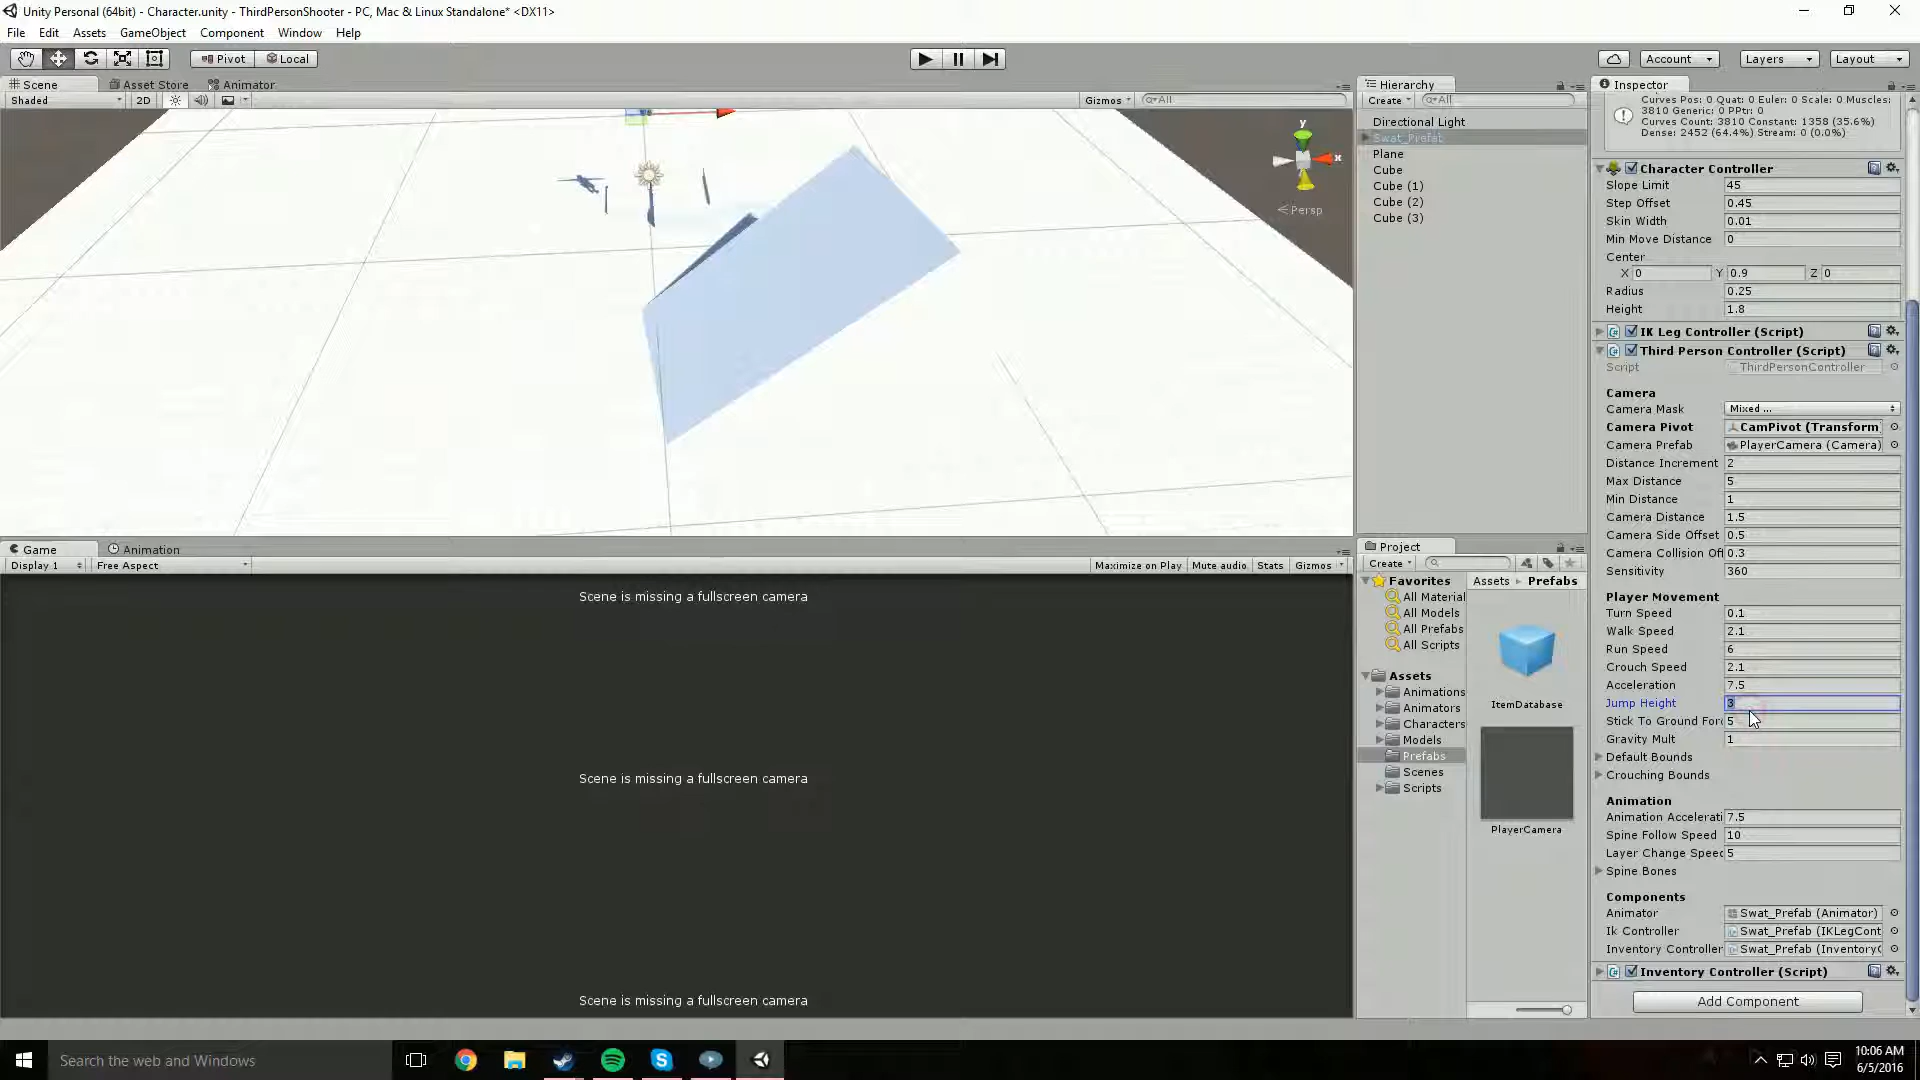 Unity Personal (64bit) - Character.unity - ThirdPersonShooter - PC, Mac & Linux Standalone* <DX11>
File Edit Assets GameObject Component Window Help
Pivot Local Account Layers Layout
Scene Asset Store Animator
Shaded 2D Gizmos All
y
x
Persp
Game Animation
Display 1 Free Aspect Maximize on Play Mute audio Stats Gizmos
Scene is missing a fullscreen camera
Scene is missing a fullscreen camera
Scene is missing a fullscreen camera
Hierarchy
Create All
Directional Light
Swat_Prefab
Plane
Cube
Cube (1)
Cube (2)
Cube (3)
Project
Create
Favorites
All Material
All Models
All Prefabs
All Scripts
Assets
Animations
Animators
Characters
Models
Prefabs
Scenes
Scripts
Assets Prefabs
ItemDatabase
PlayerCamera
Inspector
Curves Pos: 0 Quat: 0 Euler: 0 Scale: 0 Muscles:
3810 Generic: 0 PPtr: 0
Curves Count: 3810 Constant: 1358 (35.6%)
Dense: 2452 (64.4%) Stream: 0 (0.0%)
Character Controller
Slope Limit 45
Step Offset 0.45
Skin Width 0.01
Min Move Distance 0
Center
X 0 Y 0.9 Z 0
Radius 0.25
Height 1.8
IK Leg Controller (Script)
Third Person Controller (Script)
Script ThirdPersonController
Camera
Camera Mask Mixed ...
Camera Pivot CamPivot (Transform
Camera Prefab PlayerCamera (Camera)
Distance Increment 2
Max Distance 5
Min Distance 1
Camera Distance 1.5
Camera Side Offset 0.5
Camera Collision Off 0.3
Sensitivity 360
Player Movement
Turn Speed 0.1
Walk Speed 2.1
Run Speed 6
Crouch Speed 2.1
Acceleration 7.5
Jump Height 3
Stick To Ground Forc 5
Gravity Mult 1
Default Bounds
Crouching Bounds
Animation
Animation Accelerati 7.5
Spine Follow Speed 10
Layer Change Speed 5
Spine Bones
Components
Animator Swat_Prefab (Animator)
Ik Controller Swat_Prefab (IKLegCont
Inventory Controller Swat_Prefab (InventoryC
Inventory Controller (Script)
Add Component
Search the web and Windows
10:06 AM
6/5/2016